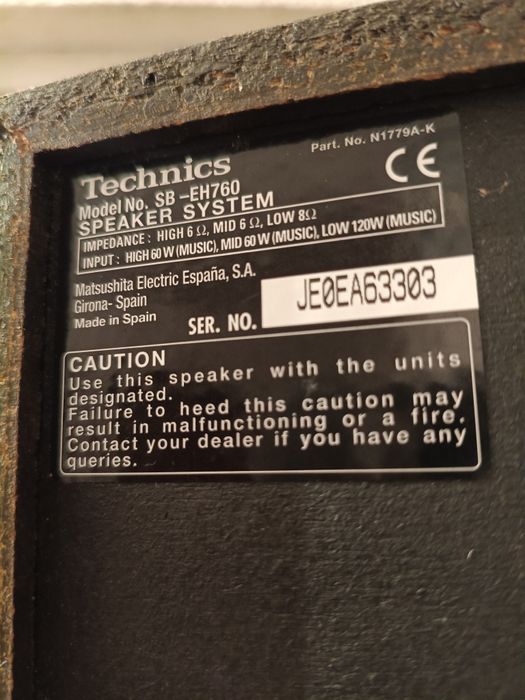 Technics
Part. No. N1779A-K
Model No. SB-EH760
CE
SPEAKER SYSTEM
IMPEDANCE: HIGH 6 Ω, MID 6 Ω, LOW 8Ω
INPUT : HIGH 60 W (MUSIC), MID 60 W (MUSIC), LOW 120W (MUSIC)
Matsushita Electric España, S.A.
Girona- Spain
Made in Spain
SER. NO. JE0EA63303
CAUTION
Use this speaker with the units
designated.
Failure to heed this caution may
result in malfunctioning or a fire.
Contact your dealer if you have any
queries.